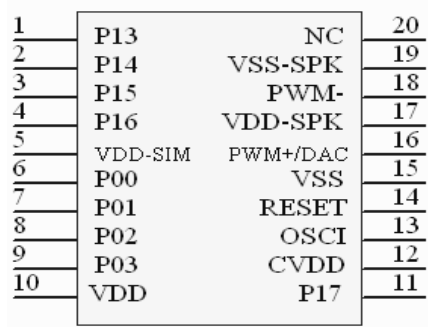 1 P13 NC 20
2 P14 VSS-SPK 19
3 P15 PWM- 18
4 P16 VDD-SPK 17
5 VDD-SIM PWM+/DAC 16
6 P00 VSS 15
7 P01 RESET 14
8 P02 OSCI 13
9 P03 CVDD 12
10 VDD P17 11